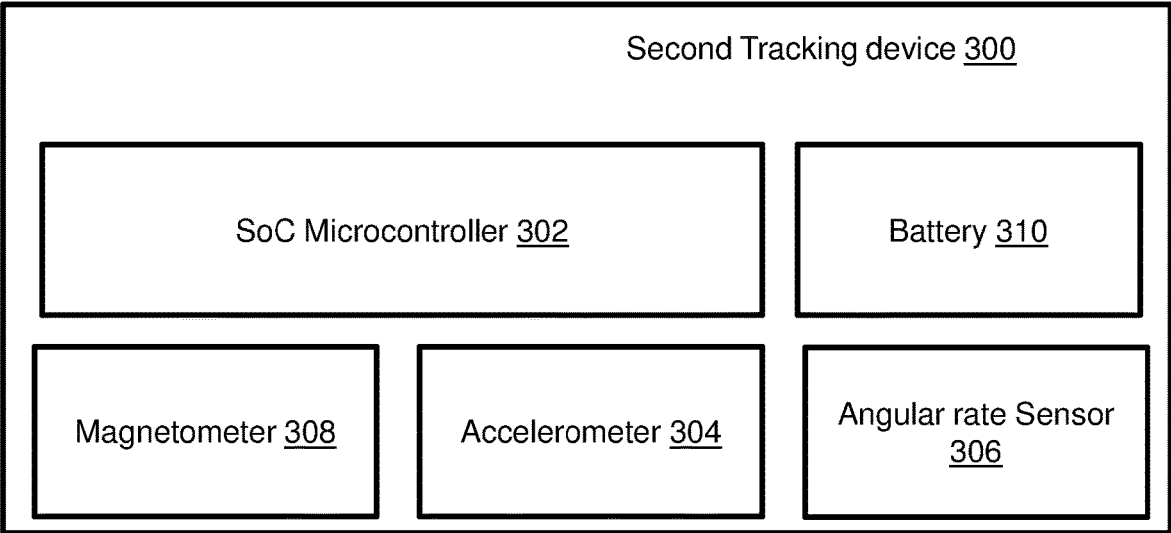 Second Tracking device 300
SoC Microcontroller 302
Battery 310
Magnetometer 308
Accelerometer 304
Angular rate Sensor
306